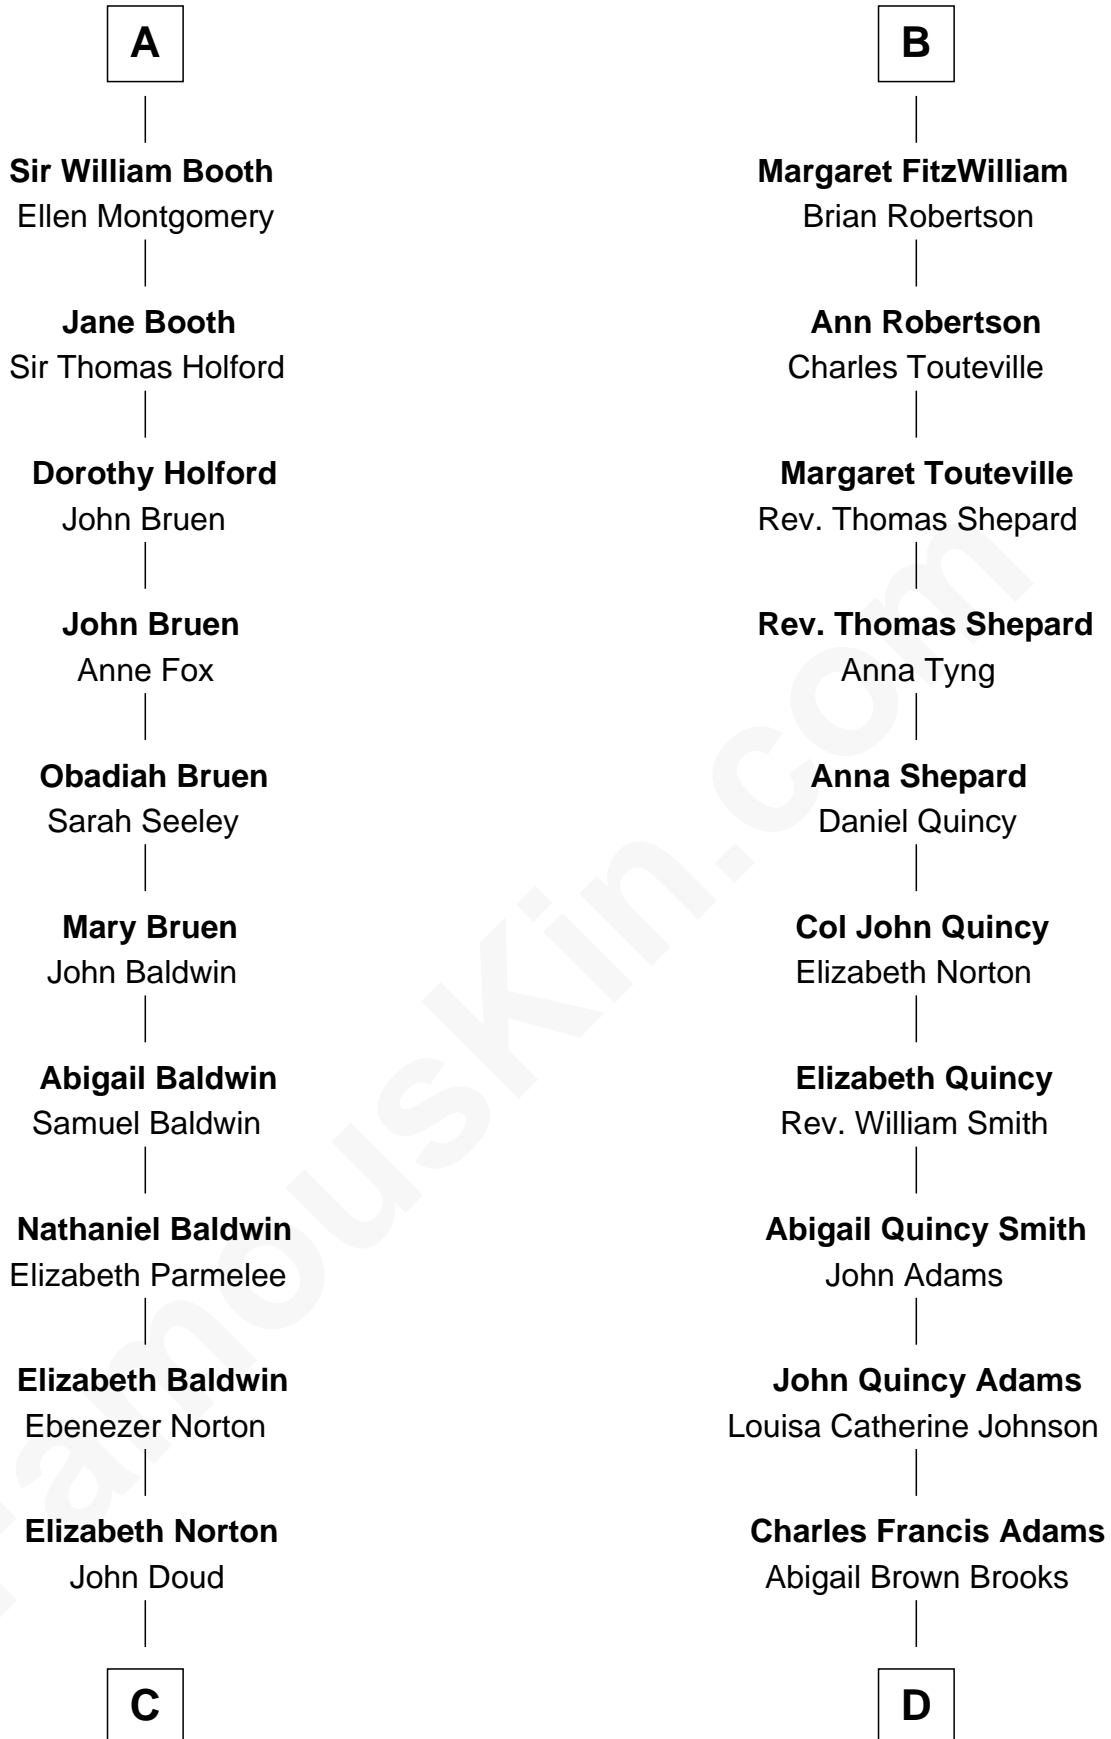 A
Sir William Booth
Ellen Montgomery
Jane Booth
Sir Thomas Holford
Dorothy Holford
John Bruen
John Bruen
Anne Fox
Obadiah Bruen
Sarah Seeley
Mary Bruen
John Baldwin
Abigail Baldwin
Samuel Baldwin
Nathaniel Baldwin
Elizabeth Parmelee
Elizabeth Baldwin
Ebenezer Norton
Elizabeth Norton
John Doud
C
B
Margaret FitzWilliam
Brian Robertson
Ann Robertson
Charles Touteville
Margaret Touteville
Rev. Thomas Shepard
Rev. Thomas Shepard
Anna Tyng
Anna Shepard
Daniel Quincy
Col John Quincy
Elizabeth Norton
Elizabeth Quincy
Rev. William Smith
Abigail Quincy Smith
John Adams
John Quincy Adams
Louisa Catherine Johnson
Charles Francis Adams
Abigail Brown Brooks
D
FamousKin.com